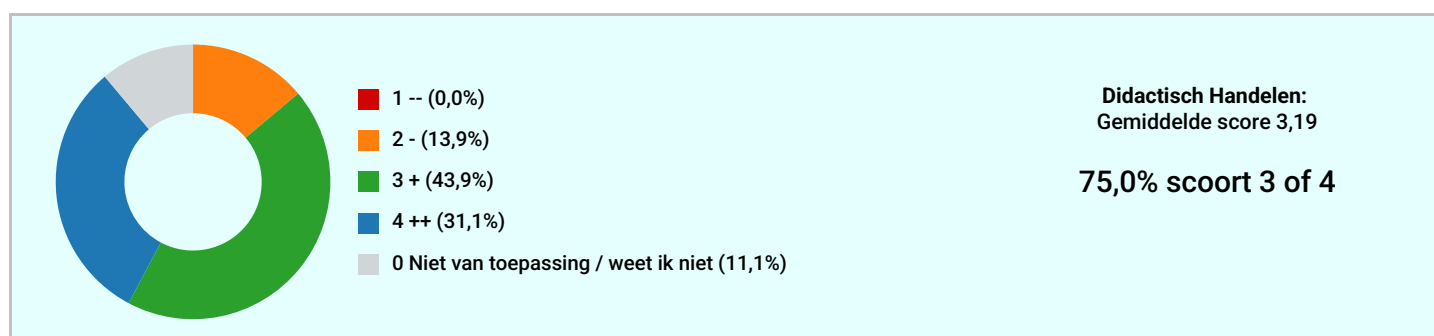 1 -- (0,0%)
2 - (13,9%)
3 + (43,9%)
4 ++ (31,1%)
0 Niet van toepassing / weet ik niet (11,1%)
Didactisch Handelen:
Gemiddelde score 3,19
75,0% scoort 3 of 4